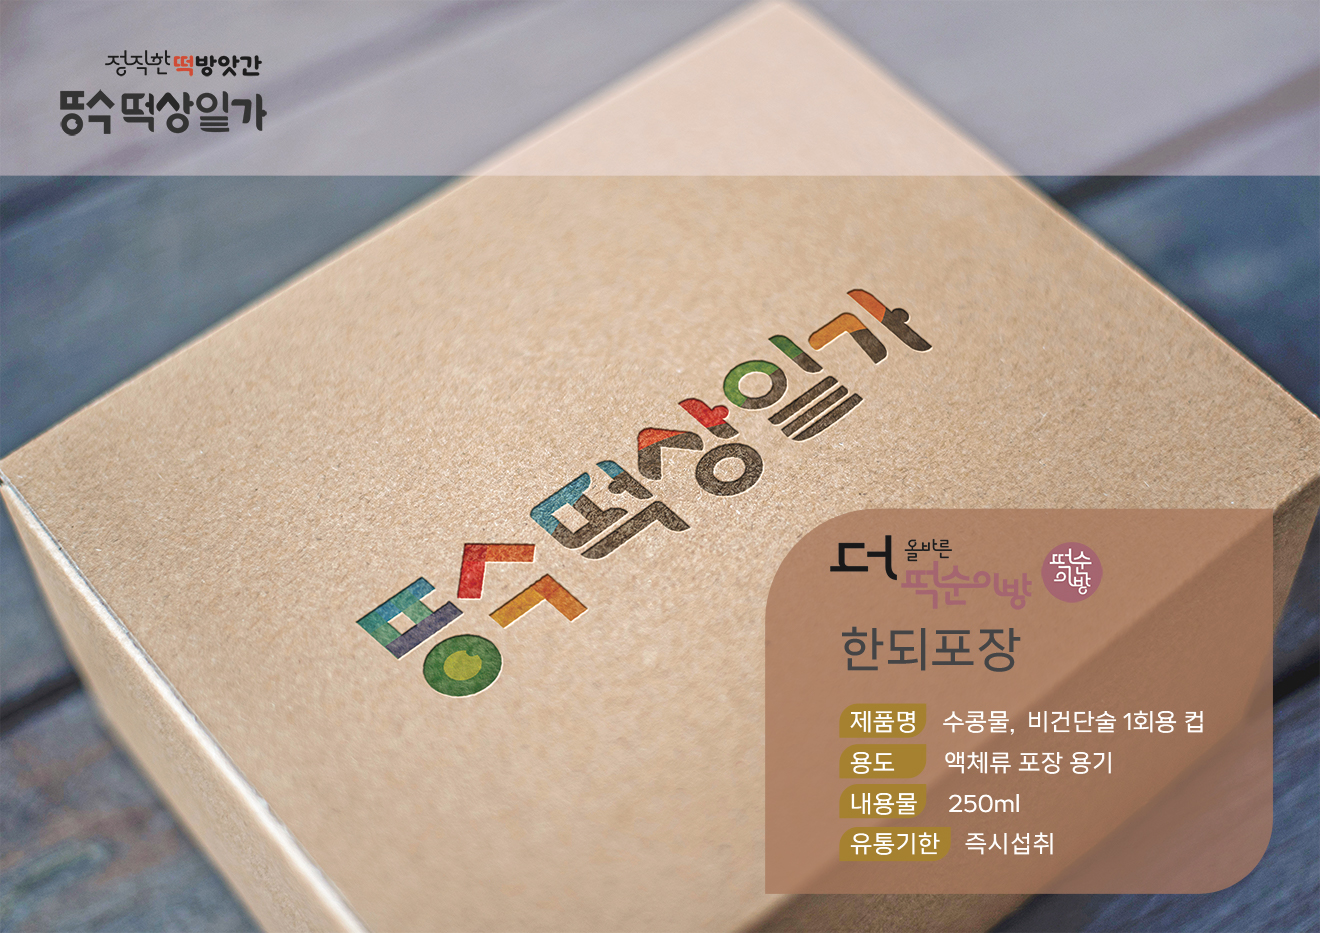 정직한떡방앗간
뚱수 떡상일가
뚱수떡상일가
더 올바른
떡순이방
떡순
이방
한되포장
제품명 수콩물, 비건단술 1회용 컵
용도 액체류 포장 용기
내용물 250ml
유통기한 즉시섭취